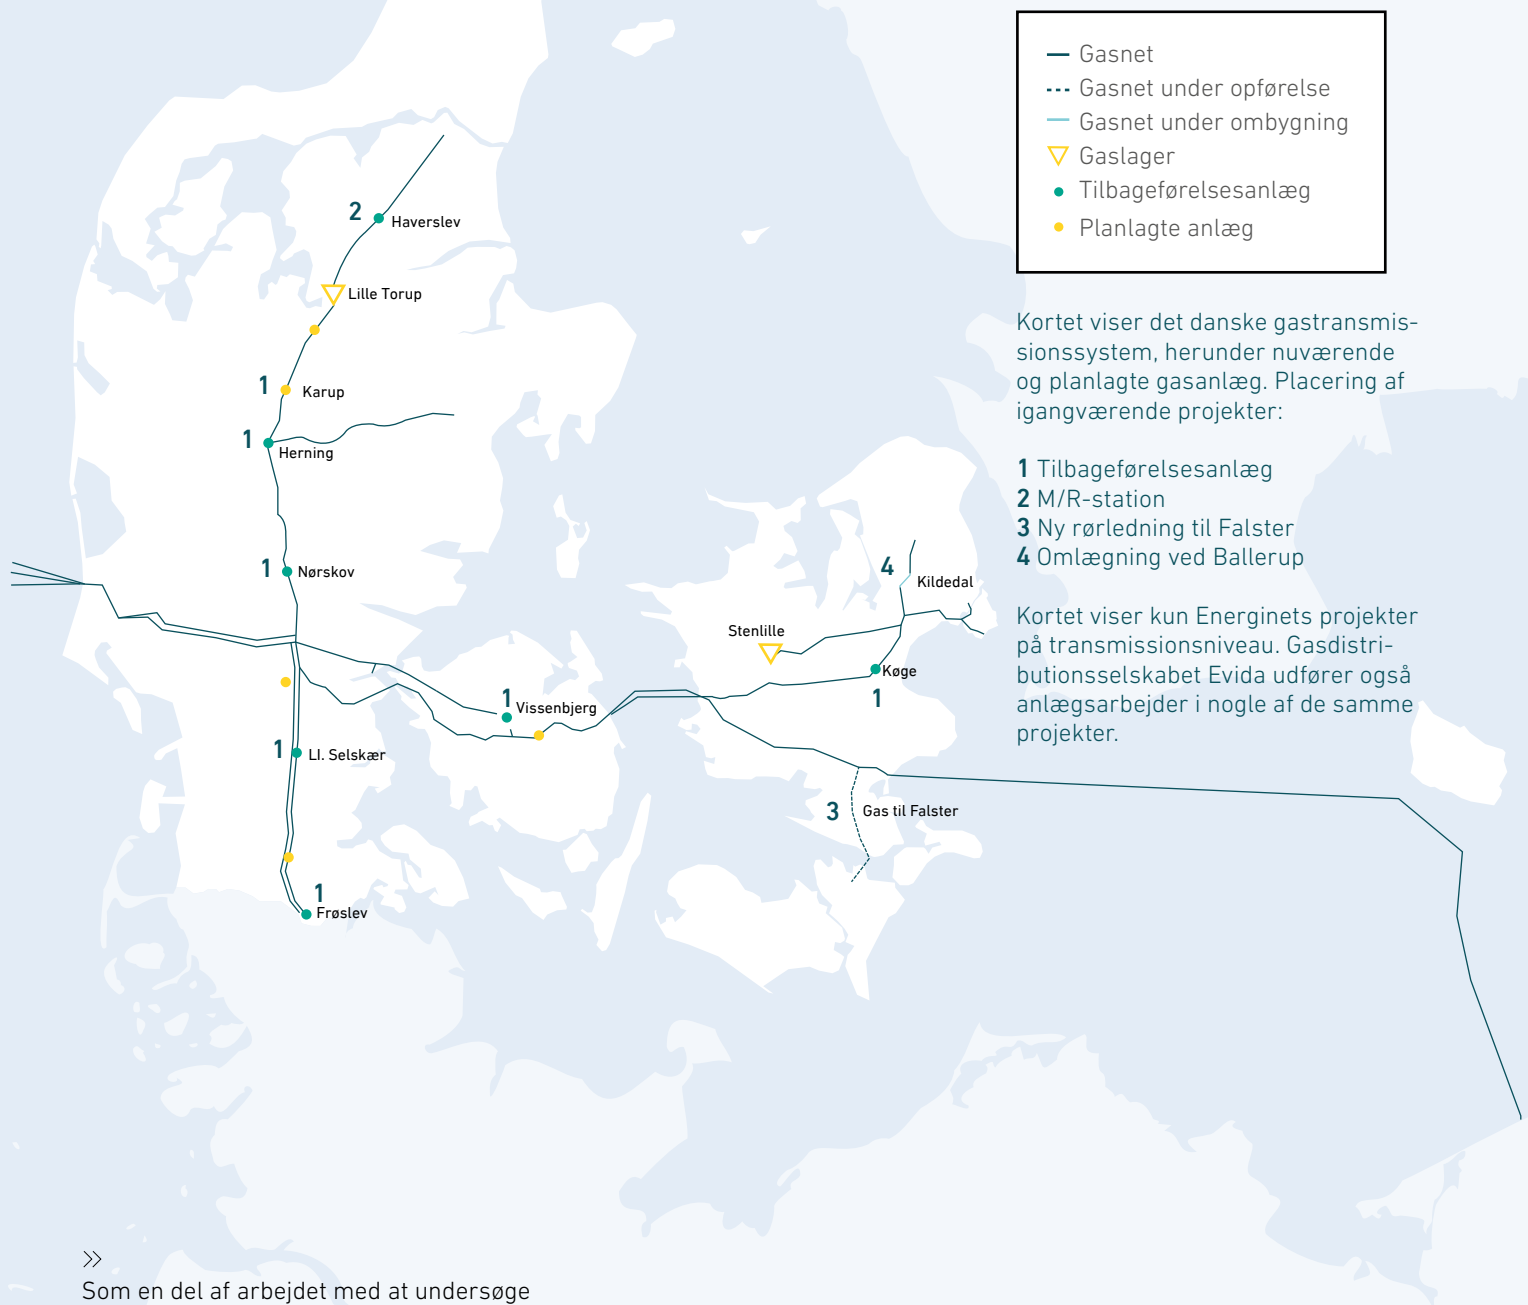 Gasnet
Gasnet under opførelse
Gasnet under ombygning
Gaslager
Tilbageførelsesanlæg
Planlagte anlæg
Kortet viser det danske gastransmis-
sionssystem, herunder nuværende
og planlagte gasanlæg. Placering af
igangværende projekter:
1 Tilbageførelsesanlæg
2 M/R-station
3 Ny rørledning til Falster
4 Omlægning ved Ballerup
Kortet viser kun Energinets projekter
på transmissionsniveau. Gasdistri-
butionsselskabet Evida udfører også
anlægsarbejder i nogle af de samme
projekter.
2
Haverslev
Lille Torup
1
Karup
1
Herning
1
Nørskov
4
Kildedal
Stenlille
Køge
1
1
Vissenbjerg
1
Ll. Selskær
3
Gas til Falster
1
Frøslev
»
Som en del af arbejdet med at undersøge